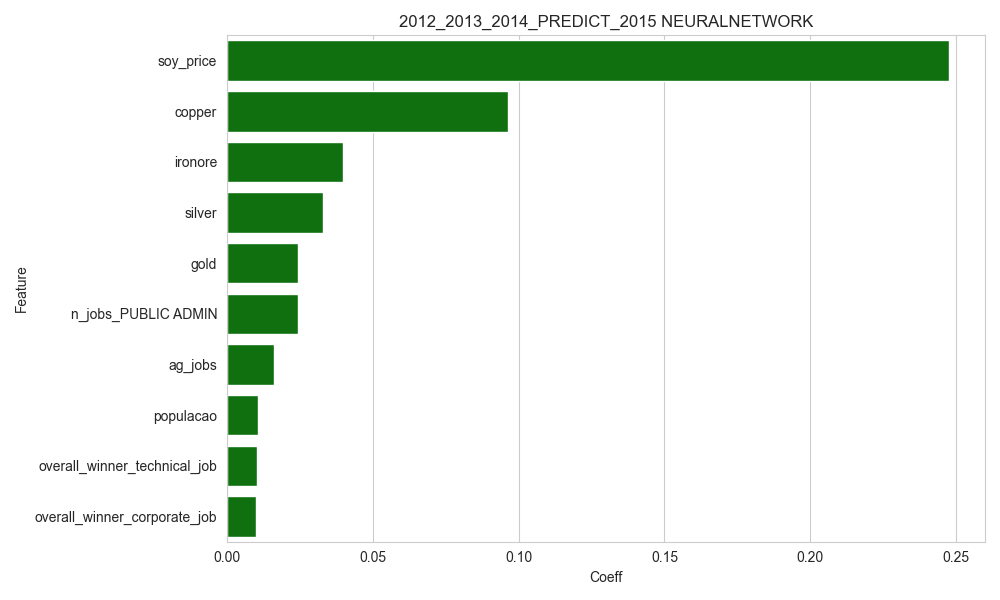 2012_2013_2014_PREDICT_2015 NEURALNETWORK
Feature
soy_price
copper
ironore
silver
gold
n_jobs_PUBLIC ADMIN
ag_jobs
populacao
overall_winner_technical_job
overall_winner_corporate_job
0.00 0.05 0.10 0.15 0.20 0.25
Coeff